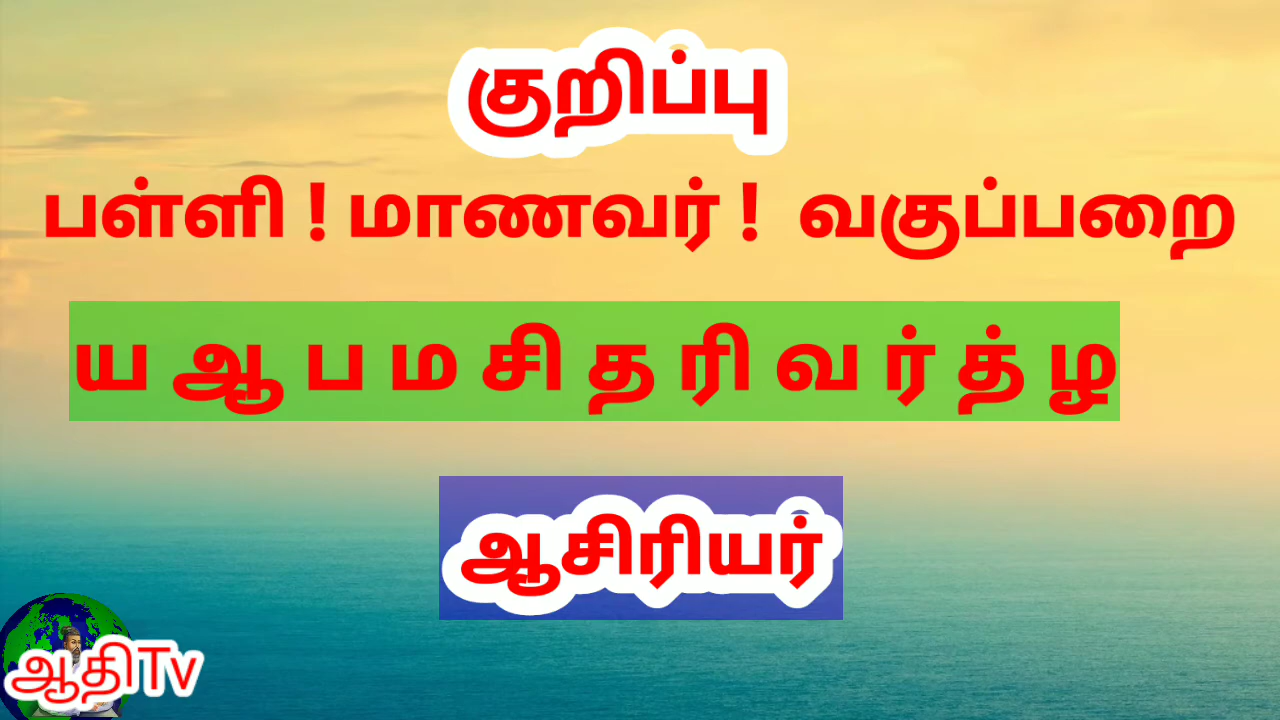 குறிப்பு
பள்ளி ! மாணவர் ! வகுப்பறை
ய ஆ ப ம சி த ரி வ ர் த் ழ
ஆசிரியர்
ஆதிTv